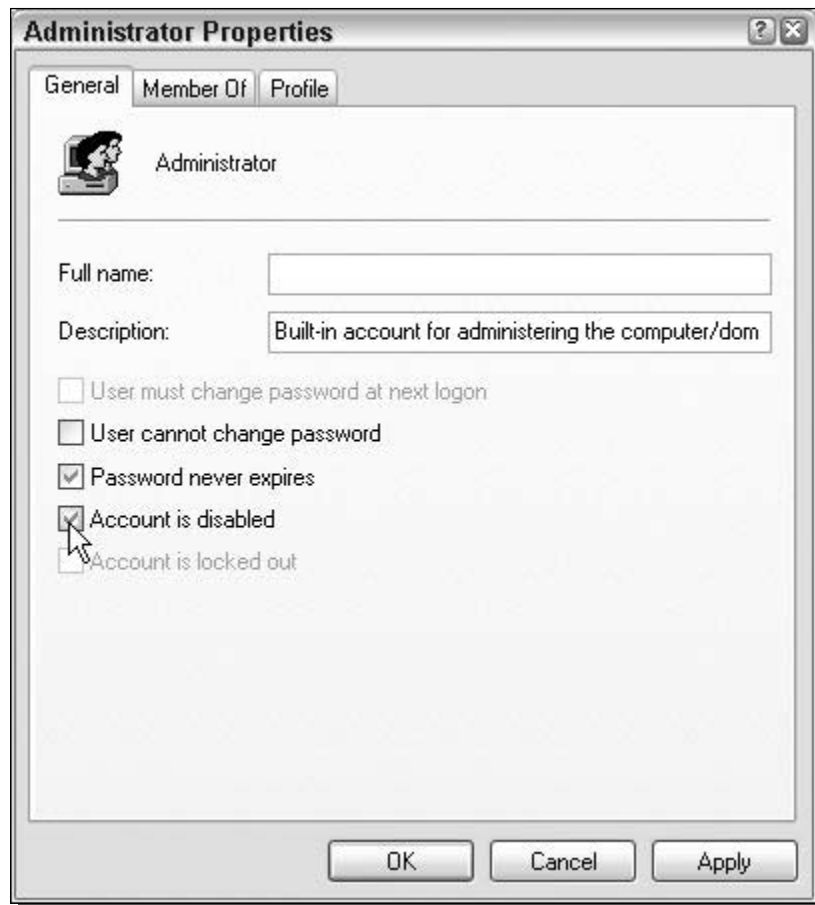 Administrator Properties
General Member Of Profile
Administrator
Full name:
Description: Built-in account for administering the computer/dom
User must change password at next logon
User cannot change password
Password never expires
Account is disabled
Account is locked out
OK Cancel Apply